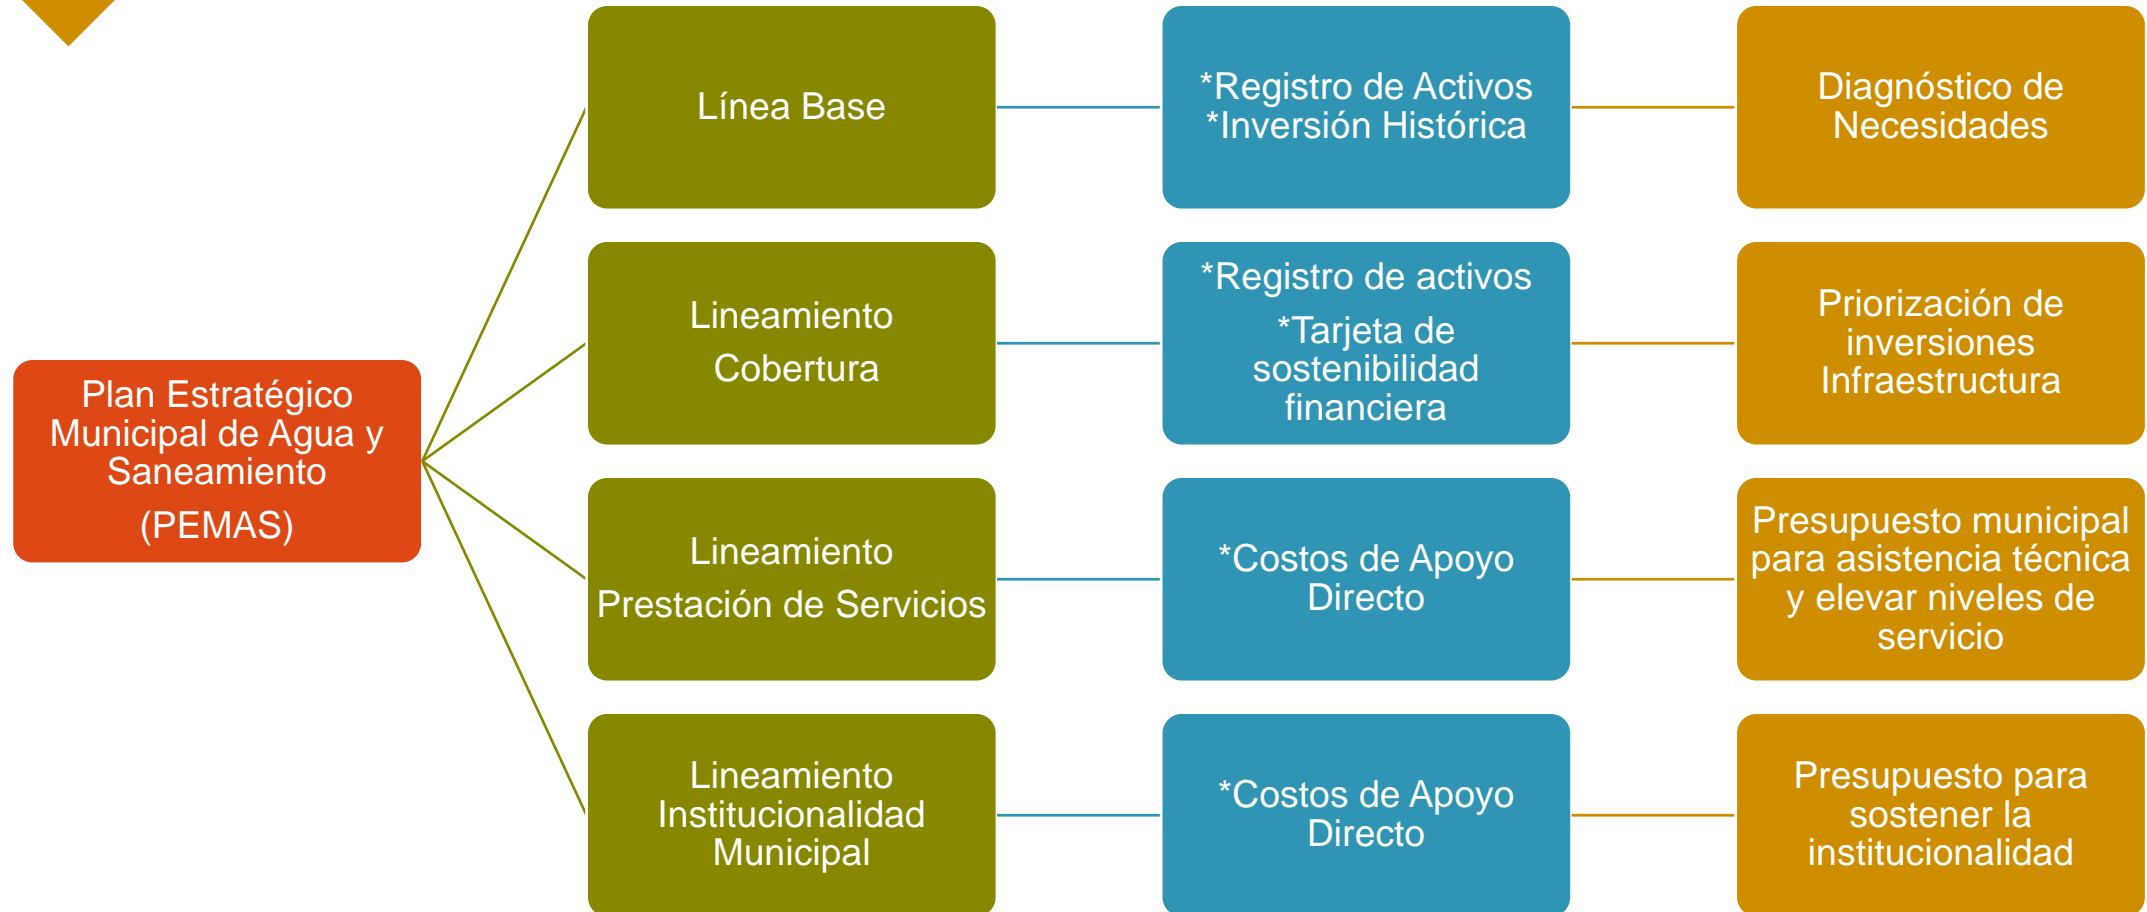 Plan Estratégico
Municipal de Agua y
Saneamiento
(PEMAS)
Línea Base
*Registro de Activos
*Inversión Histórica
Diagnóstico de
Necesidades
Lineamiento
Cobertura
*Registro de activos
*Tarjeta de
sostenibilidad
financiera
Priorización de
inversiones
Infraestructura
Lineamiento
Prestación de Servicios
*Costos de Apoyo
Directo
Presupuesto municipal
para asistencia técnica
y elevar niveles de
servicio
Lineamiento
Institucionalidad
Municipal
*Costos de Apoyo
Directo
Presupuesto para
sostener la
institucionalidad